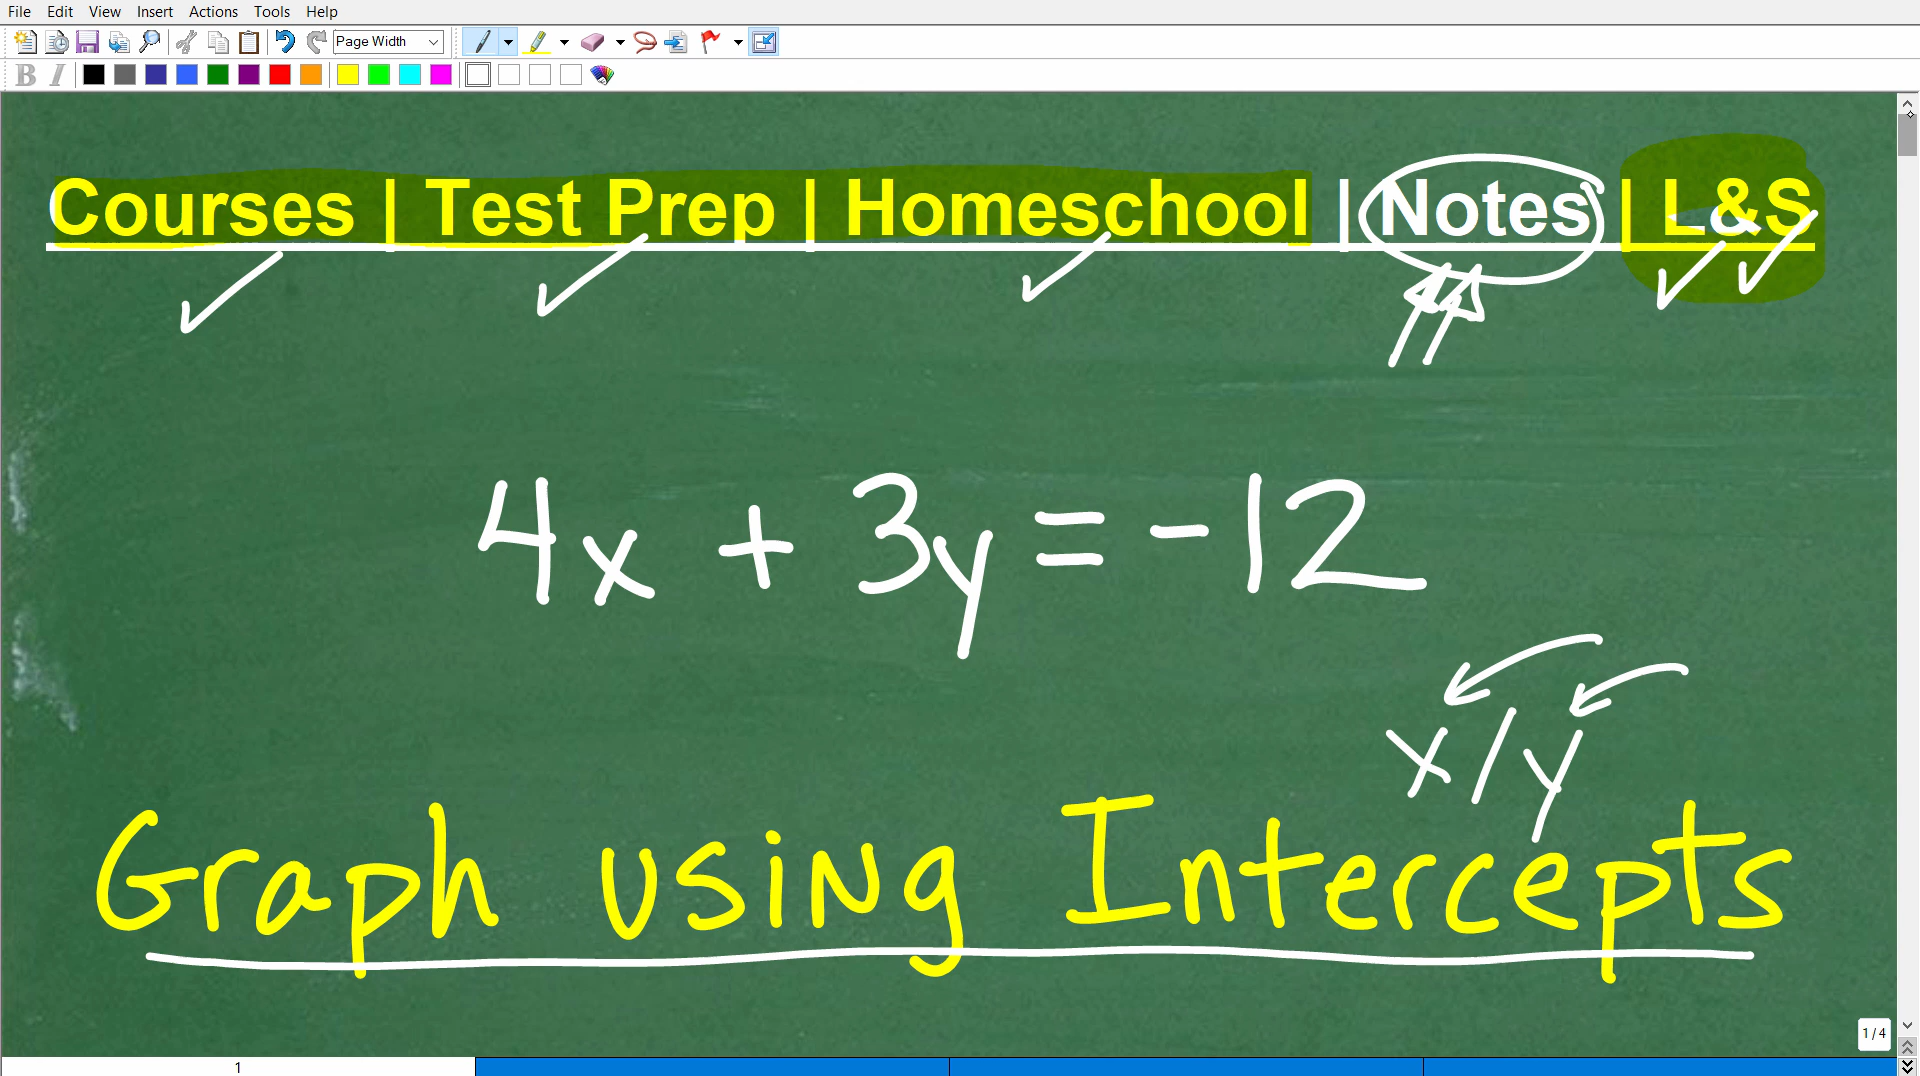 File Edit View Insert Actions Tools Help
Page Width
B I
Courses | Test Prep | Homeschool | Notes | L&S
4x + 3y = -12
x/y
Graph using Intercepts
1 / 4
1